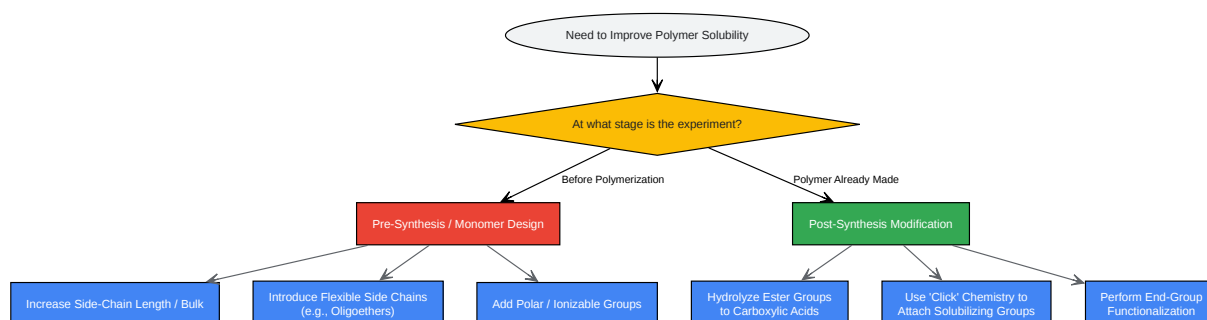 Need to Improve Polymer Solubility
At what stage is the experiment?
Before Polymerization
Polymer Already Made
Pre-Synthesis / Monomer Design
Post-Synthesis Modification
Increase Side-Chain Length / Bulk
Introduce Flexible Side Chains
(e.g., Oligoethers)
Add Polar / Ionizable Groups
Hydrolyze Ester Groups
to Carboxylic Acids
Use 'Click' Chemistry to
Attach Solubilizing Groups
Perform End-Group
Functionalization